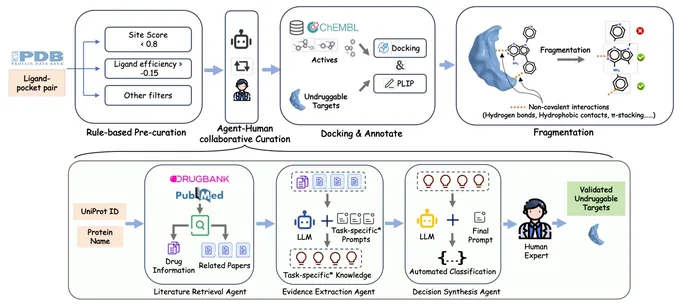 PDB
PROTEIN DATA BANK
Ligand-
pocket pair
Site Score
< 0.8
Ligand efficiency >
-0.15
Other filters
Rule-based Pre-curation
Agent-Human
collaborative Curation
ChEMBL
Actives
Undruggable
Targets
Docking
&
PLIP
Docking & Annotate
Fragmentation
Non-covalent interactions
(Hydrogen bonds, Hydrophobic contacts, π-stacking......)
Fragmentation
UniProt ID
Protein
Name
DRUGBANK
PubMed
Drug
Information
Related Papers
Literature Retrieval Agent
LLM
+
Task-specific*
Prompts
Task-specific* Knowledge
Evidence Extraction Agent
LLM
+
Final
Prompt
{...}
Automated Classification
Decision Synthesis Agent
Human
Expert
Validated
Undruggable
Targets